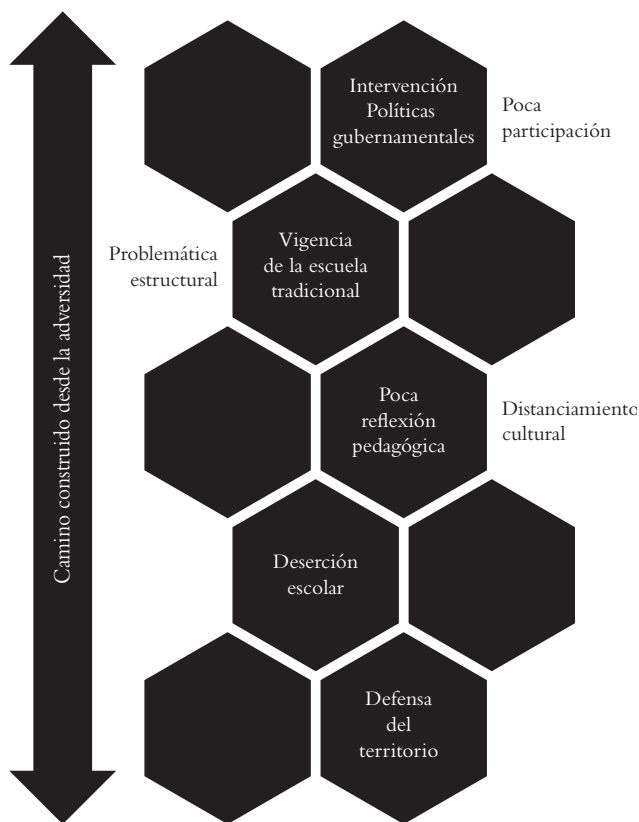 Camino construido desde la adversidad
Intervención
Políticas
gubernamentales
Poca
participación
Problemática
estructural
Vigencia
de la escuela
tradicional
Poca
reflexión
pedagógica
Distanciamiento
cultural
Deserción
escolar
Defensa
del
territorio